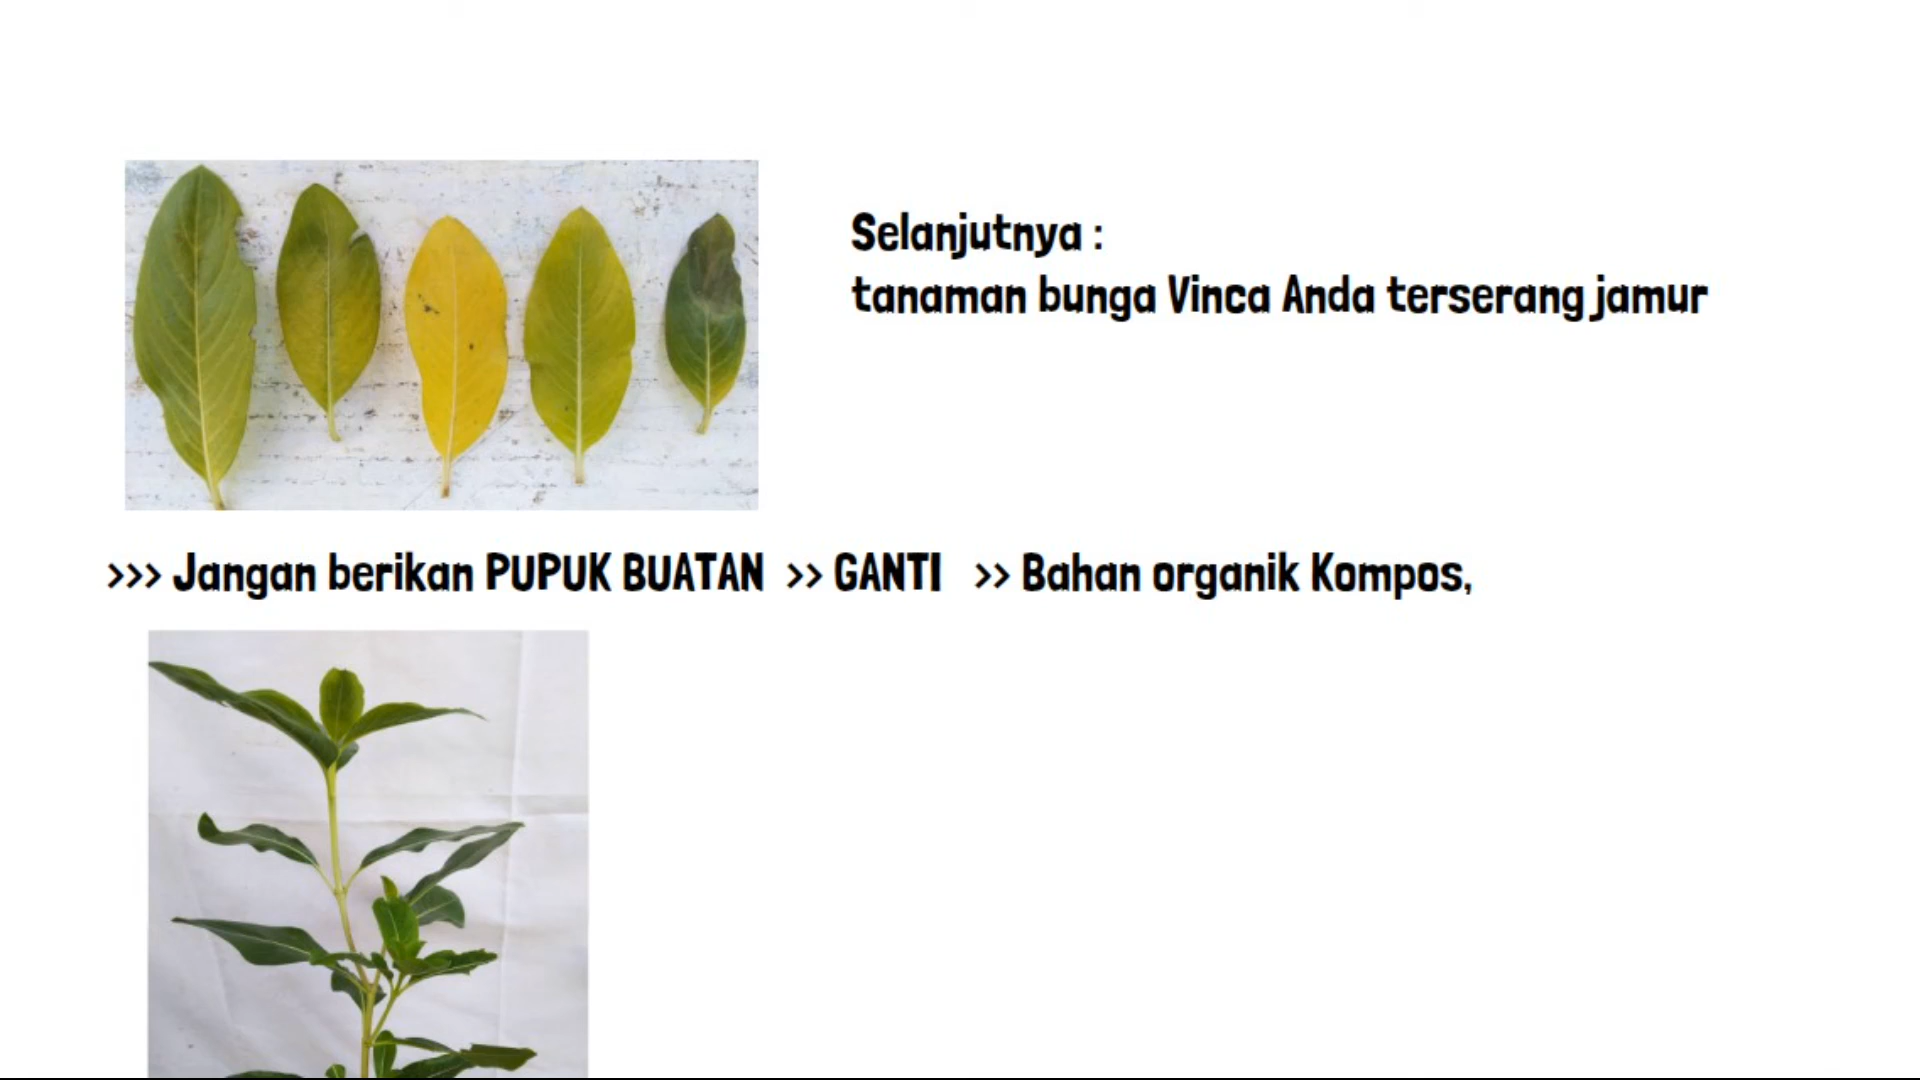 Selanjutnya :
tanaman bunga Vinca Anda terserang jamur
>>> Jangan berikan PUPUK BUATAN >> GANTI >> Bahan organik Kompos,